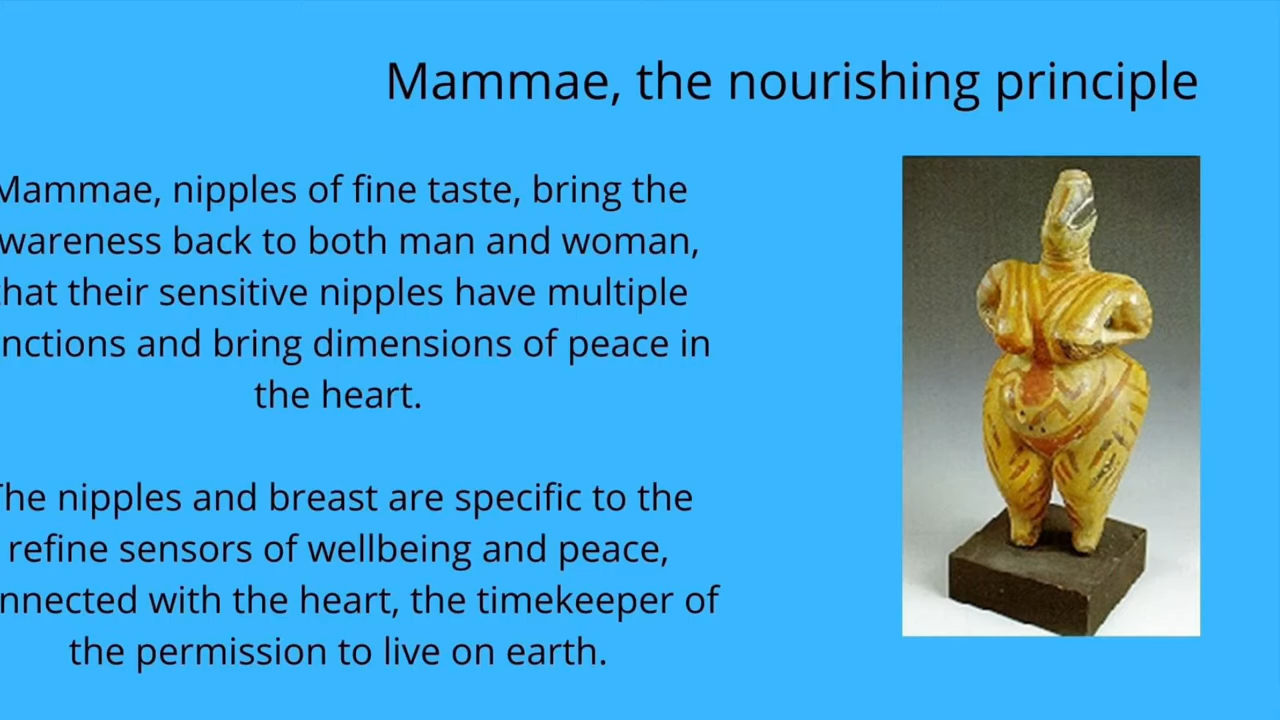 Mammae, the nourishing principle
Mammae, nipples of fine taste, bring the
wareness back to both man and woman,
that their sensitive nipples have multiple
nctions and bring dimensions of peace in
the heart.
The nipples and breast are specific to the
refine sensors of wellbeing and peace,
nnected with the heart, the timekeeper of
the permission to live on earth.